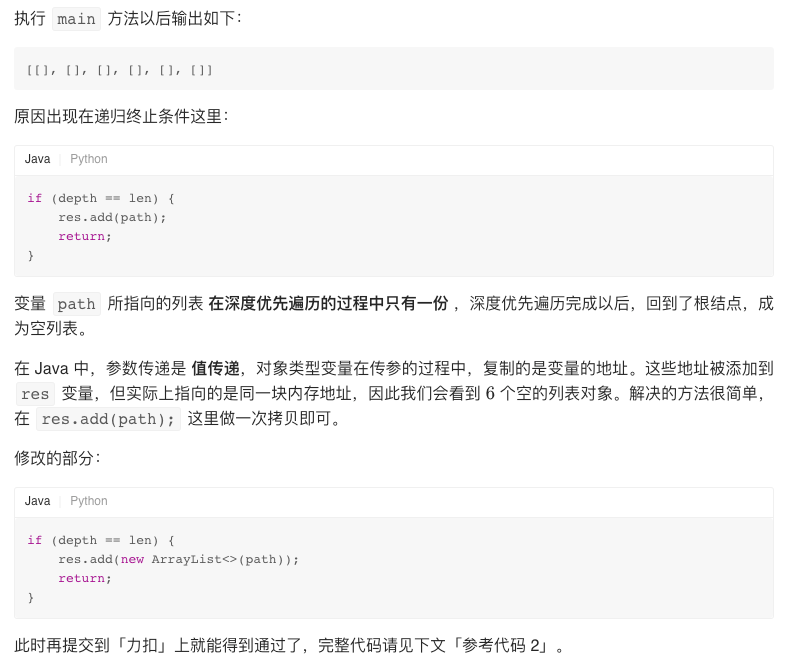 执行 main 方法以后输出如下：
[[], [], [], [], [], []]
原因出现在递归终止条件这里：
Java Python
if (depth == len) {
    res.add(path);
    return;
}
变量 path 所指向的列表 在深度优先遍历的过程中只有一份 ，深度优先遍历完成以后，回到了根结点，成
为空列表。
在 Java 中，参数传递是 值传递，对象类型变量在传参的过程中，复制的是变量的地址。这些地址被添加到
res 变量，但实际上指向的是同一块内存地址，因此我们会看到 6 个空的列表对象。解决的方法很简单，
在 res.add(path); 这里做一次拷贝即可。
修改的部分：
Java Python
if (depth == len) {
    res.add(new ArrayList<>(path));
    return;
}
此时再提交到「力扣」上就能得到通过了，完整代码请见下文「参考代码 2」。